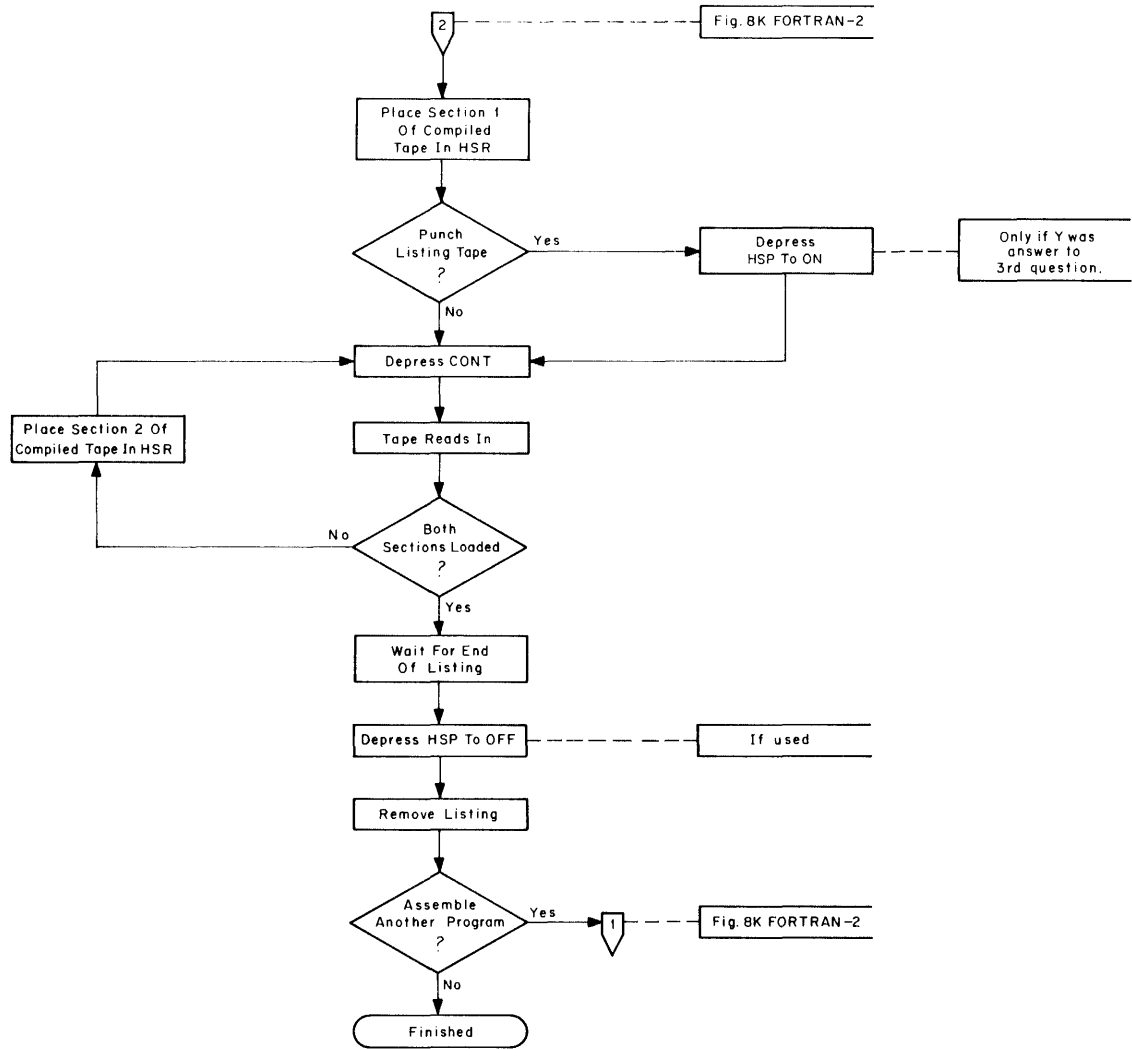 2
Fig. 8K FORTRAN-2
Place Section 1
Of Compiled
Tape In HSR
Punch
Listing Tape
?
Yes
Depress
HSP To ON
Only if Y was
answer to
3rd question.
No
Depress CONT
Place Section 2 Of
Compiled Tape In HSR
Tape Reads In
Both
Sections Loaded
?
No
Yes
Wait For End
Of Listing
Depress HSP To OFF
If used
Remove Listing
Assemble
Another Program
?
Yes
1
Fig. 8K FORTRAN-2
No
Finished